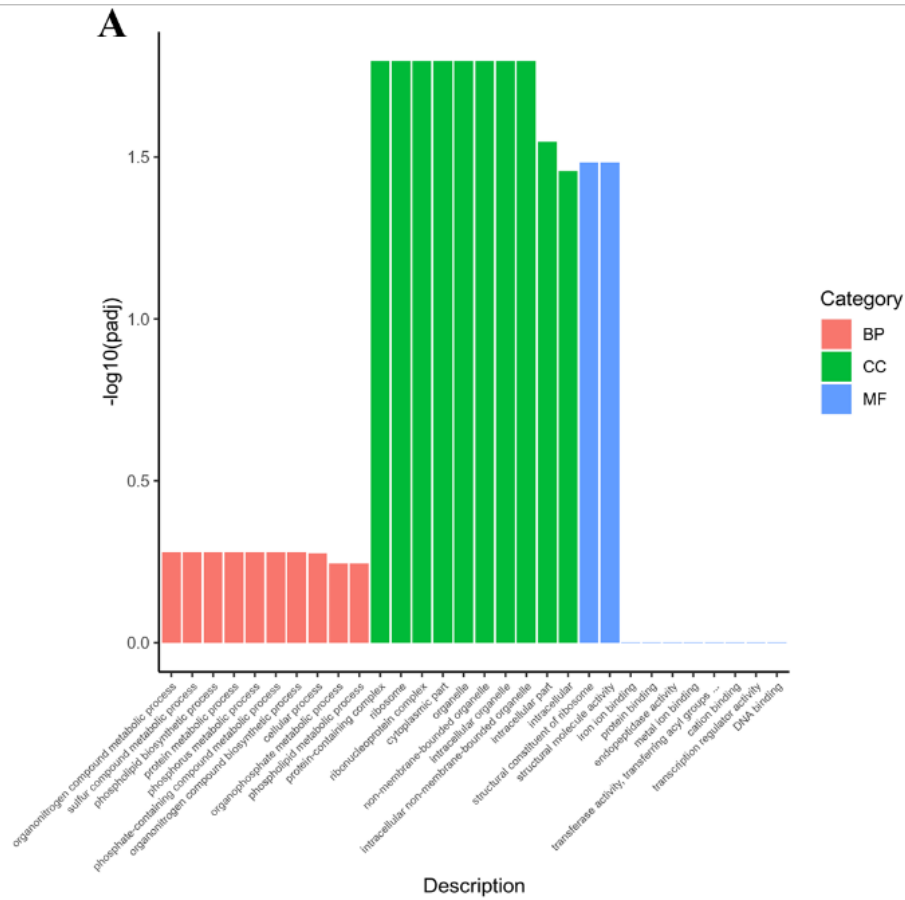 A
-log10(padj)
1.5
1.0
0.5
0.0
Category
BP
CC
MF
organonitrogen compound metabolic process
sulfur compound metabolic process
phospholipid biosynthetic process
protein metabolic process
phosphorus metabolic process
phosphate-containing compound metabolic process
organonitrogen compound biosynthetic process
cellular process
organophosphate metabolic process
phospholipid metabolic process
protein-containing complex
ribosome
ribonucleoprotein complex
cytoplasmic part
organelle
non-membrane-bounded organelle
intracellular organelle
intracellular non-membrane-bounded organelle
intracellular part
intracellular
structural constituent of ribosome
structural molecule activity
iron ion binding
protein binding
endopeptidase activity
metal ion binding
transferase activity, transferring acyl groups ...
cation binding
transcription regulator activity
DNA binding
Description